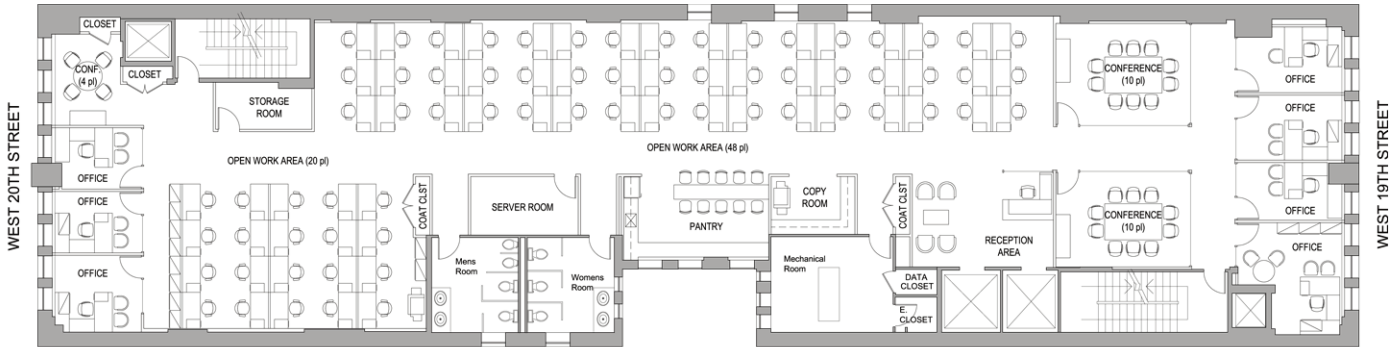 WEST 20TH STREET
CLOSET
CONF.
(4 pl)
CLOSET
STORAGE
ROOM
OFFICE
OFFICE
OFFICE
OPEN WORK AREA (20 pl)
OPEN WORK AREA (48 pl)
COAT CLST
SERVER ROOM
Mens
Room
Womens
Room
PANTRY
COPY
ROOM
COAT CLST
Mechanical
Room
DATA
CLOSET
E.
CLOSET
RECEPTION
AREA
CONFERENCE
(10 pl)
CONFERENCE
(10 pl)
OFFICE
OFFICE
OFFICE
OFFICE
WEST 19TH STREET